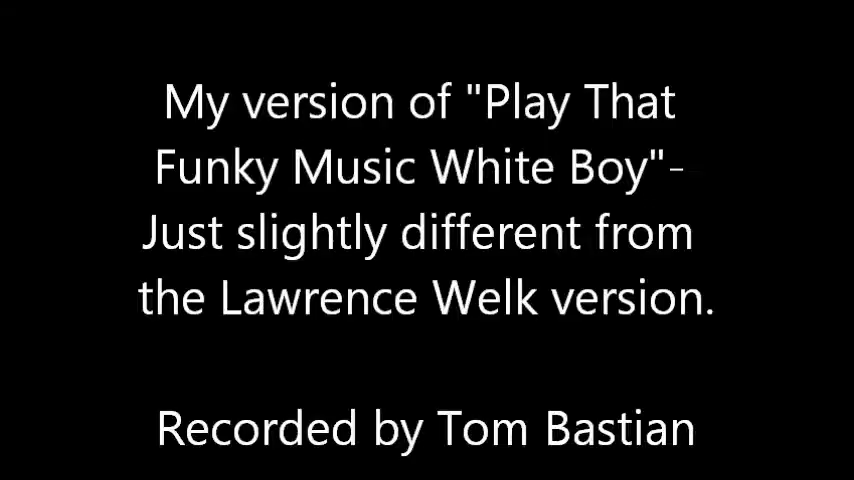 My version of "Play That
Funky Music White Boy"-
Just slightly different from
the Lawrence Welk version.
Recorded by Tom Bastian